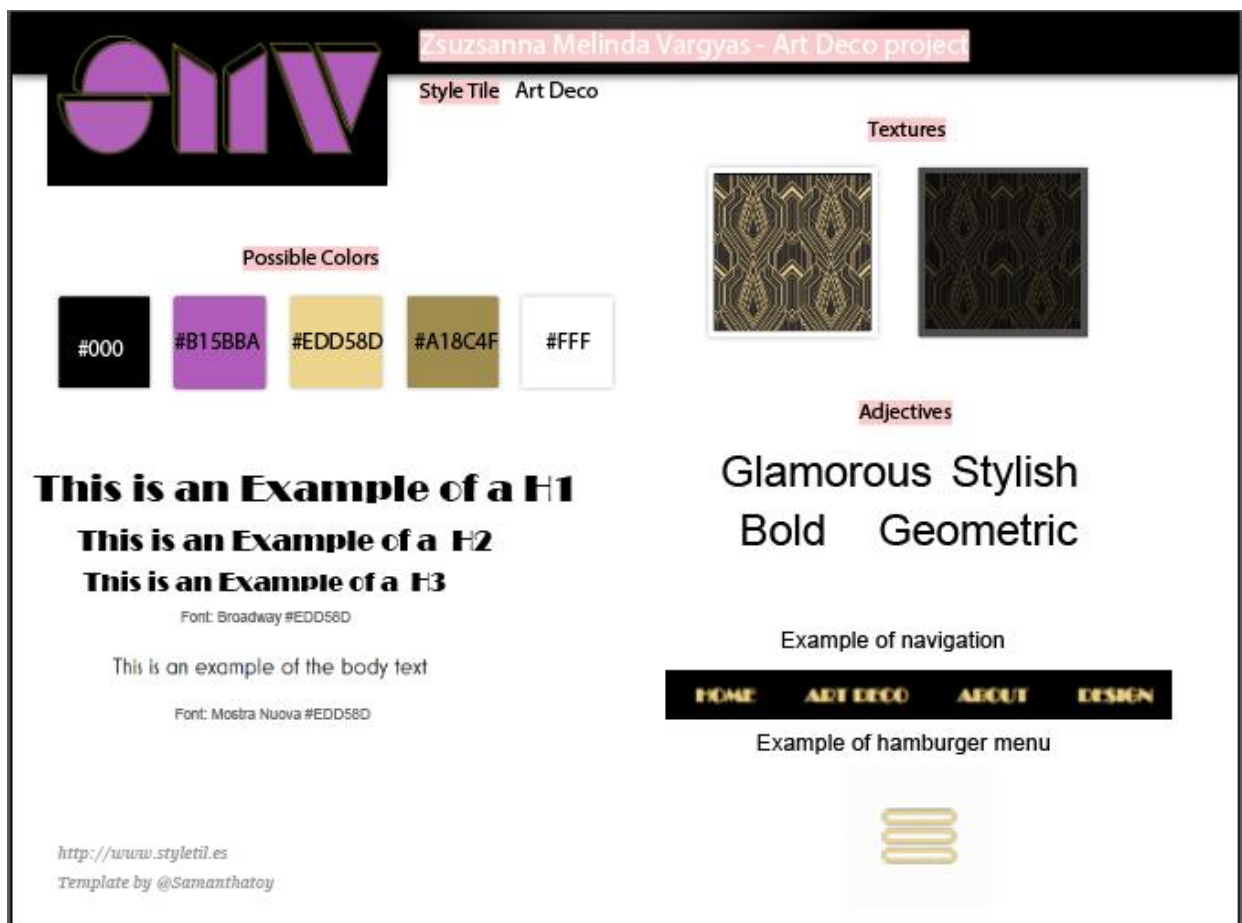 SMV
Zsuzsanna Melinda Vargyas - Art Deco project
Style Tile Art Deco
Textures
Possible Colors
#000 #B15BBA #EDD58D #A18C4F #FFF
Adjectives
Glamorous Stylish
Bold Geometric
This is an Example of a H1
This is an Example of a H2
This is an Example of a H3
Font: Broadway #EDD58D
This is an example of the body text
Font: Mostra Nuova #EDD58D
Example of navigation
HOME ART DECO ABOUT DESIGN
Example of hamburger menu
http://www.styletil.es
Template by @Samanthatoy